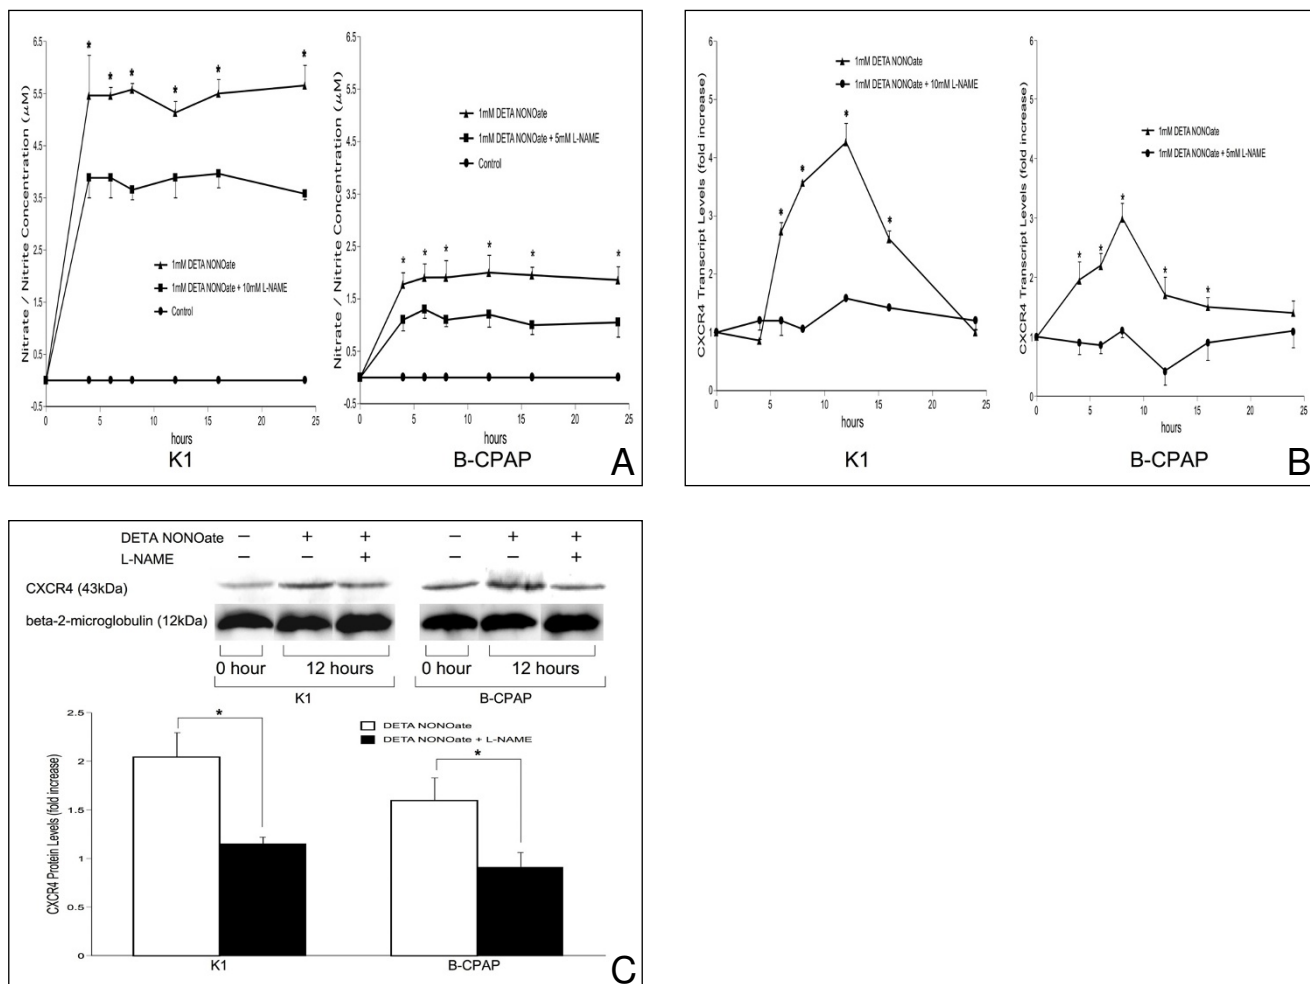 Nitrate / Nitrite Concentration (μM)
6.5
5.5
4.5
3.5
2.5
1.5
0.5
-0.5
* * * * * *
1mM DETA NONOate
1mM DETA NONOate + 10mM L-NAME
Control
0 5 10 15 20 25
hours
K1
Nitrate / Nitrite Concentration (μM)
6.5
5.5
4.5
3.5
2.5
1.5
0.5
-0.5
1mM DETA NONOate
1mM DETA NONOate + 5mM L-NAME
Control
* * * * * *
0 5 10 15 20 25
hours
B-CPAP
A
CXCR4 Transcript Levels (fold increase)
6
5
4
3
2
1
0
1mM DETA NONOate
1mM DETA NONOate + 10mM L-NAME
* * * *
0 5 10 15 20 25
hours
K1
CXCR4 Transcript Levels (fold increase)
6
5
4
3
2
1
0
1mM DETA NONOate
1mM DETA NONOate + 5mM L-NAME
* * * * *
0 5 10 15 20 25
hours
B-CPAP
B
DETA NONOate − + + − + +
L-NAME − − + − − +
CXCR4 (43kDa)
beta-2-microglobulin (12kDa)
0 hour 12 hours 0 hour 12 hours
K1 B-CPAP
CXCR4 Protein Levels (fold increase)
2.5
2
1.5
1
0.5
0
DETA NONOate
DETA NONOate + L-NAME
* *
K1 B-CPAP
C